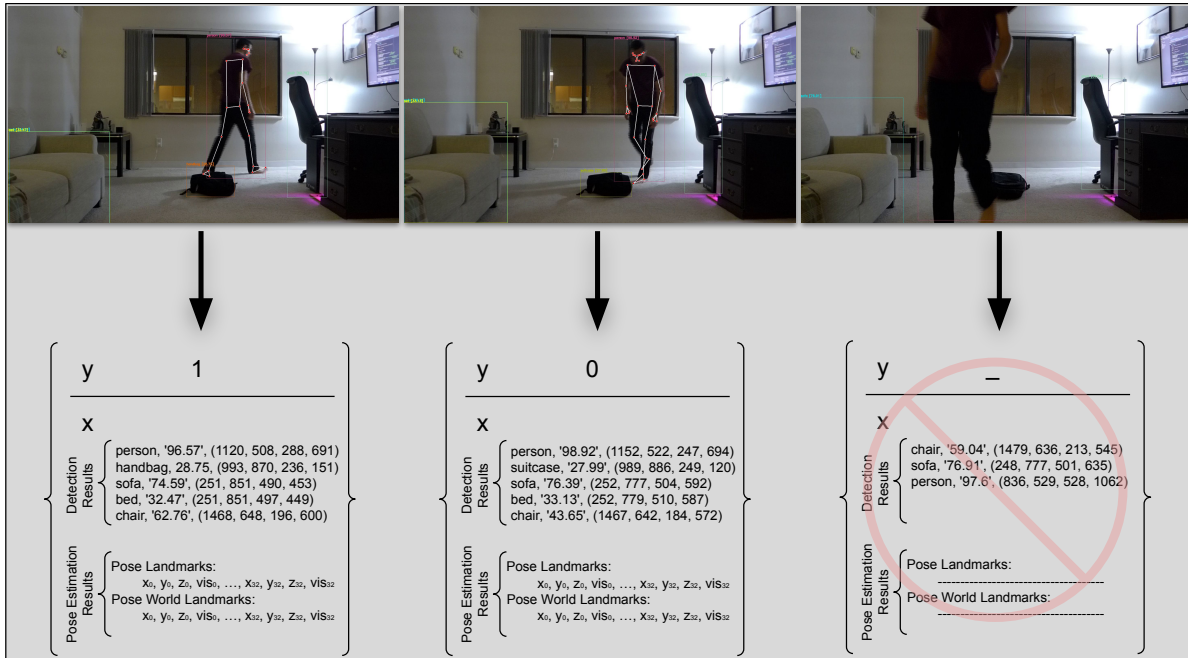 y 1
x
Detection Results
person, '96.57', (1120, 508, 288, 691)
handbag, 28.75, (993, 870, 236, 151)
sofa, '74.59', (251, 851, 490, 453)
bed, '32.47', (251, 851, 497, 449)
chair, '62.76', (1468, 648, 196, 600)
Pose Estimation Results
Pose Landmarks:
x₀, y₀, z₀, vis₀, …, x₃₂, y₃₂, z₃₂, vis₃₂
Pose World Landmarks:
x₀, y₀, z₀, vis₀, …, x₃₂, y₃₂, z₃₂, vis₃₂
y 0
x
Detection Results
person, '98.92', (1152, 522, 247, 694)
suitcase, '27.99', (989, 886, 249, 120)
sofa, '76.39', (252, 777, 504, 592)
bed, '33.13', (252, 779, 510, 587)
chair, '43.65', (1467, 642, 184, 572)
Pose Estimation Results
Pose Landmarks:
x₀, y₀, z₀, vis₀, …, x₃₂, y₃₂, z₃₂, vis₃₂
Pose World Landmarks:
x₀, y₀, z₀, vis₀, …, x₃₂, y₃₂, z₃₂, vis₃₂
y _
x
Detection Results
chair, '59.04', (1479, 636, 213, 545)
sofa, '76.91', (248, 777, 501, 635)
person, '97.6', (836, 529, 528, 1062)
Pose Estimation Results
Pose Landmarks:
Pose World Landmarks: